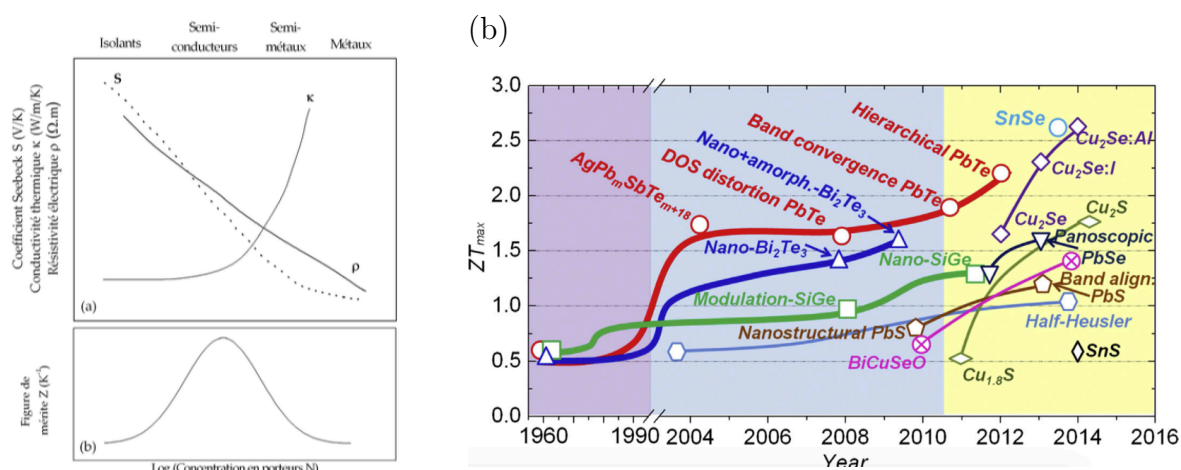 Isolants
Semi-
conducteurs
Semi-
métaux
Métaux
Coefficient Seebeck S (V/K)
Conductivité thermique κ (W/m/K)
Résistivité électrique ρ (Ω.m)
S
κ
ρ
(a)
Figure de
mérite Z (K⁻¹)
(b)
Log (Concentration en porteurs N)
(b)
ZTmax
3.0
2.5
2.0
1.5
1.0
0.5
0.0
AgPbmSbTem+18
DOS distortion PbTe
Band convergence PbTe
Hierarchical PbTe
Nano+amorph.-Bi2Te3
Nano-Bi2Te3
Modulation-SiGe
Nano-SiGe
Nanostructural PbS
BiCuSeO
SnSe
Cu2Se:Al
Cu2Se:I
Cu2Se
Cu2S
Panoscopic
PbSe
Band align:
PbS
Half-Heusler
SnS
Cu1.8S
1960 1990 2004 2006 2008 2010 2012 2014 2016
Year